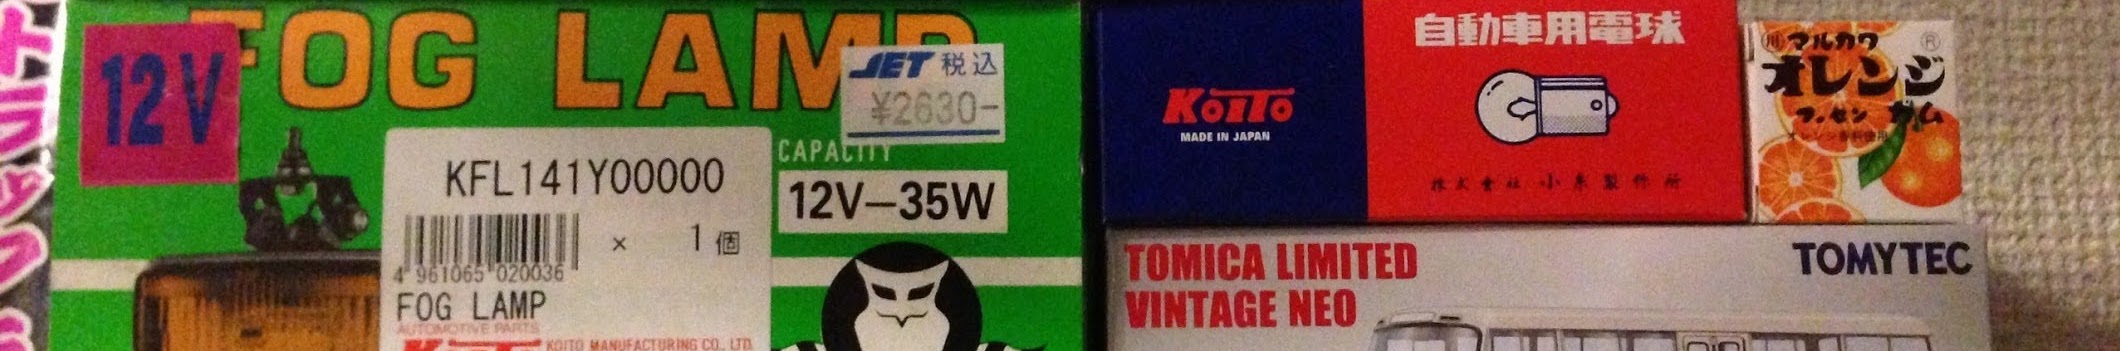 FOG LAMP
12V
JET 税込
¥2630-
KFL141Y00000
× 1個
4 961065 020036
FOG LAMP
AUTOMOTIVE PARTS
KOITO MANUFACTURING CO., LTD.
CAPACITY
12V-35W
KOITO
MADE IN JAPAN
自動車用電球
株式会社 小糸製作所
マルカワ
オレンジ
フーセン ガム
TOMICA LIMITED
VINTAGE NEO
TOMYTEC